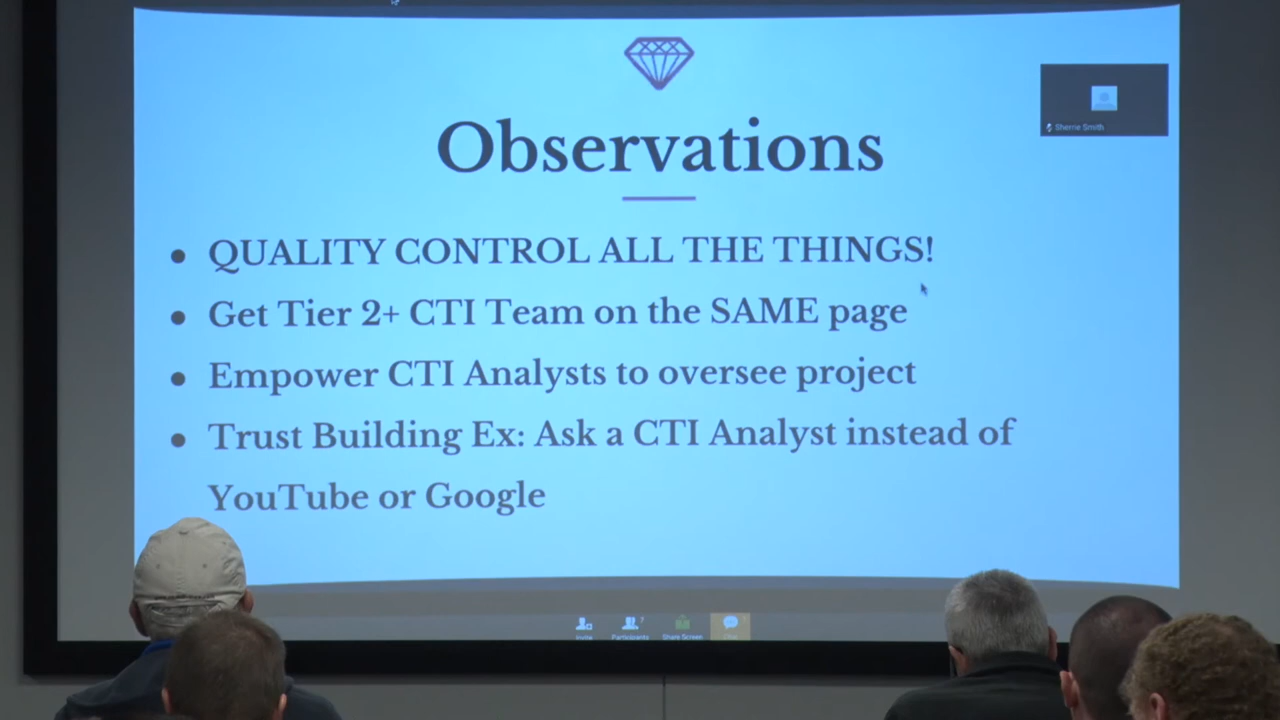 Observations
Sherrie Smith
QUALITY CONTROL ALL THE THINGS!
Get Tier 2+ CTI Team on the SAME page
Empower CTI Analysts to oversee project
Trust Building Ex: Ask a CTI Analyst instead of
YouTube or Google
7
Invite Participants Share Screen Chat